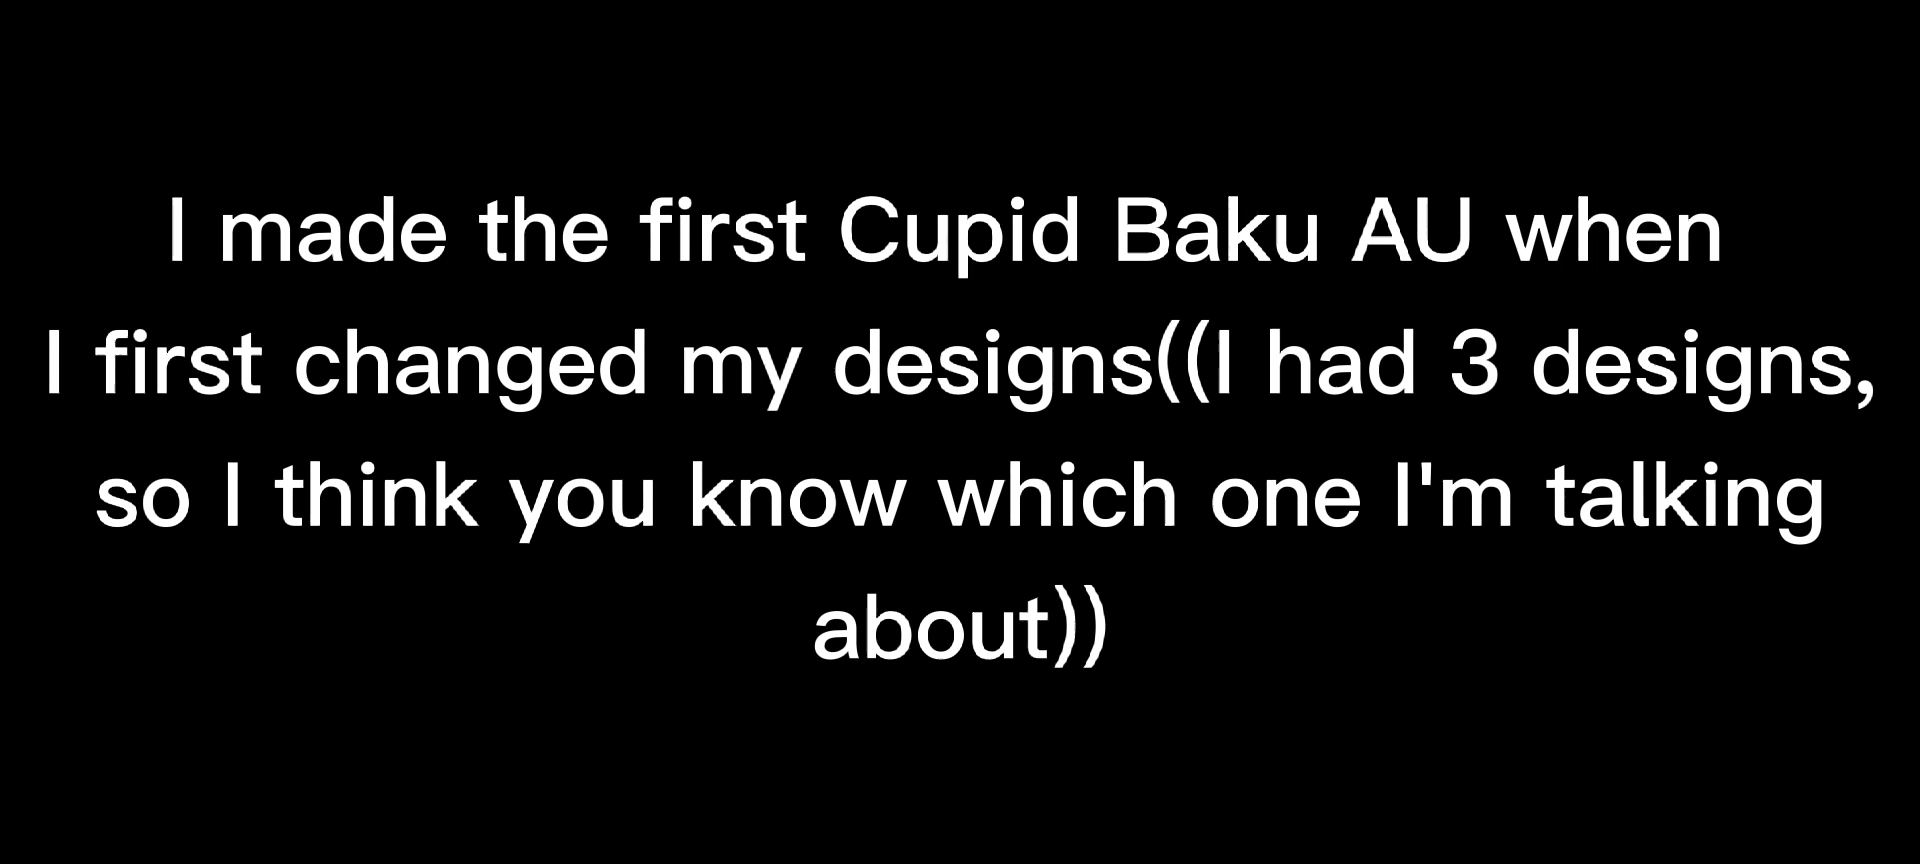 I made the first Cupid Baku AU when
I first changed my designs((I had 3 designs,
so I think you know which one I'm talking
about))